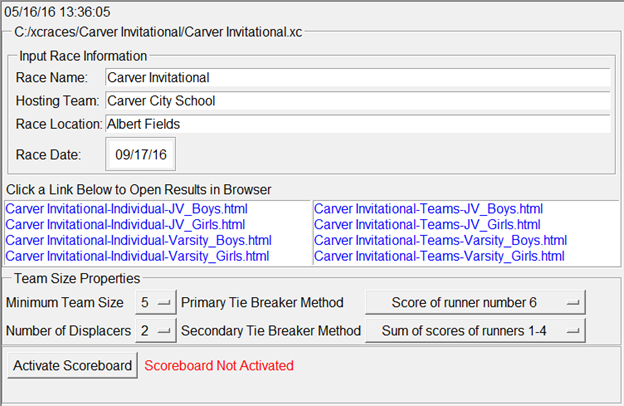 05/16/16 13:36:05
C:/xcraces/Carver Invitational/Carver Invitational.xc
Input Race Information
Race Name: Carver Invitational
Hosting Team: Carver City School
Race Location: Albert Fields
Race Date: 09/17/16
Click a Link Below to Open Results in Browser
Carver Invitational-Individual-JV_Boys.html Carver Invitational-Teams-JV_Boys.html
Carver Invitational-Individual-JV_Girls.html Carver Invitational-Teams-JV_Girls.html
Carver Invitational-Individual-Varsity_Boys.html Carver Invitational-Teams-Varsity_Boys.html
Carver Invitational-Individual-Varsity_Girls.html Carver Invitational-Teams-Varsity_Girls.html
Team Size Properties
Minimum Team Size 5 Primary Tie Breaker Method Score of runner number 6
Number of Displacers 2 Secondary Tie Breaker Method Sum of scores of runners 1-4
Activate Scoreboard Scoreboard Not Activated